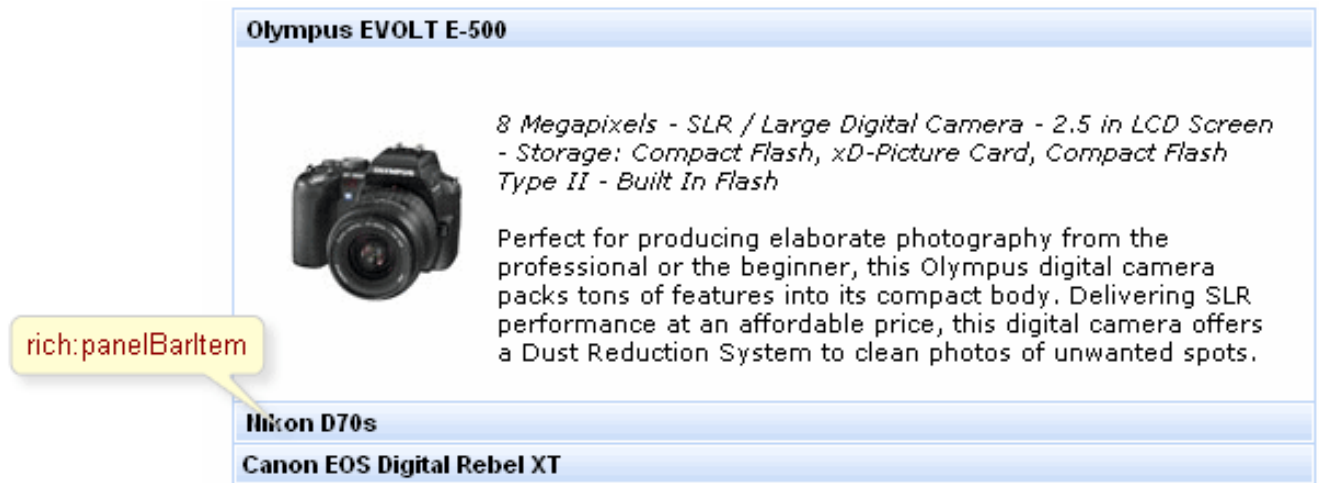 Olympus EVOLT E-500
8 Megapixels - SLR / Large Digital Camera - 2.5 in LCD Screen
- Storage: Compact Flash, xD-Picture Card, Compact Flash
Type II - Built In Flash
Perfect for producing elaborate photography from the
professional or the beginner, this Olympus digital camera
packs tons of features into its compact body. Delivering SLR
performance at an affordable price, this digital camera offers
a Dust Reduction System to clean photos of unwanted spots.
rich:panelBarItem
Nikon D70s
Canon EOS Digital Rebel XT